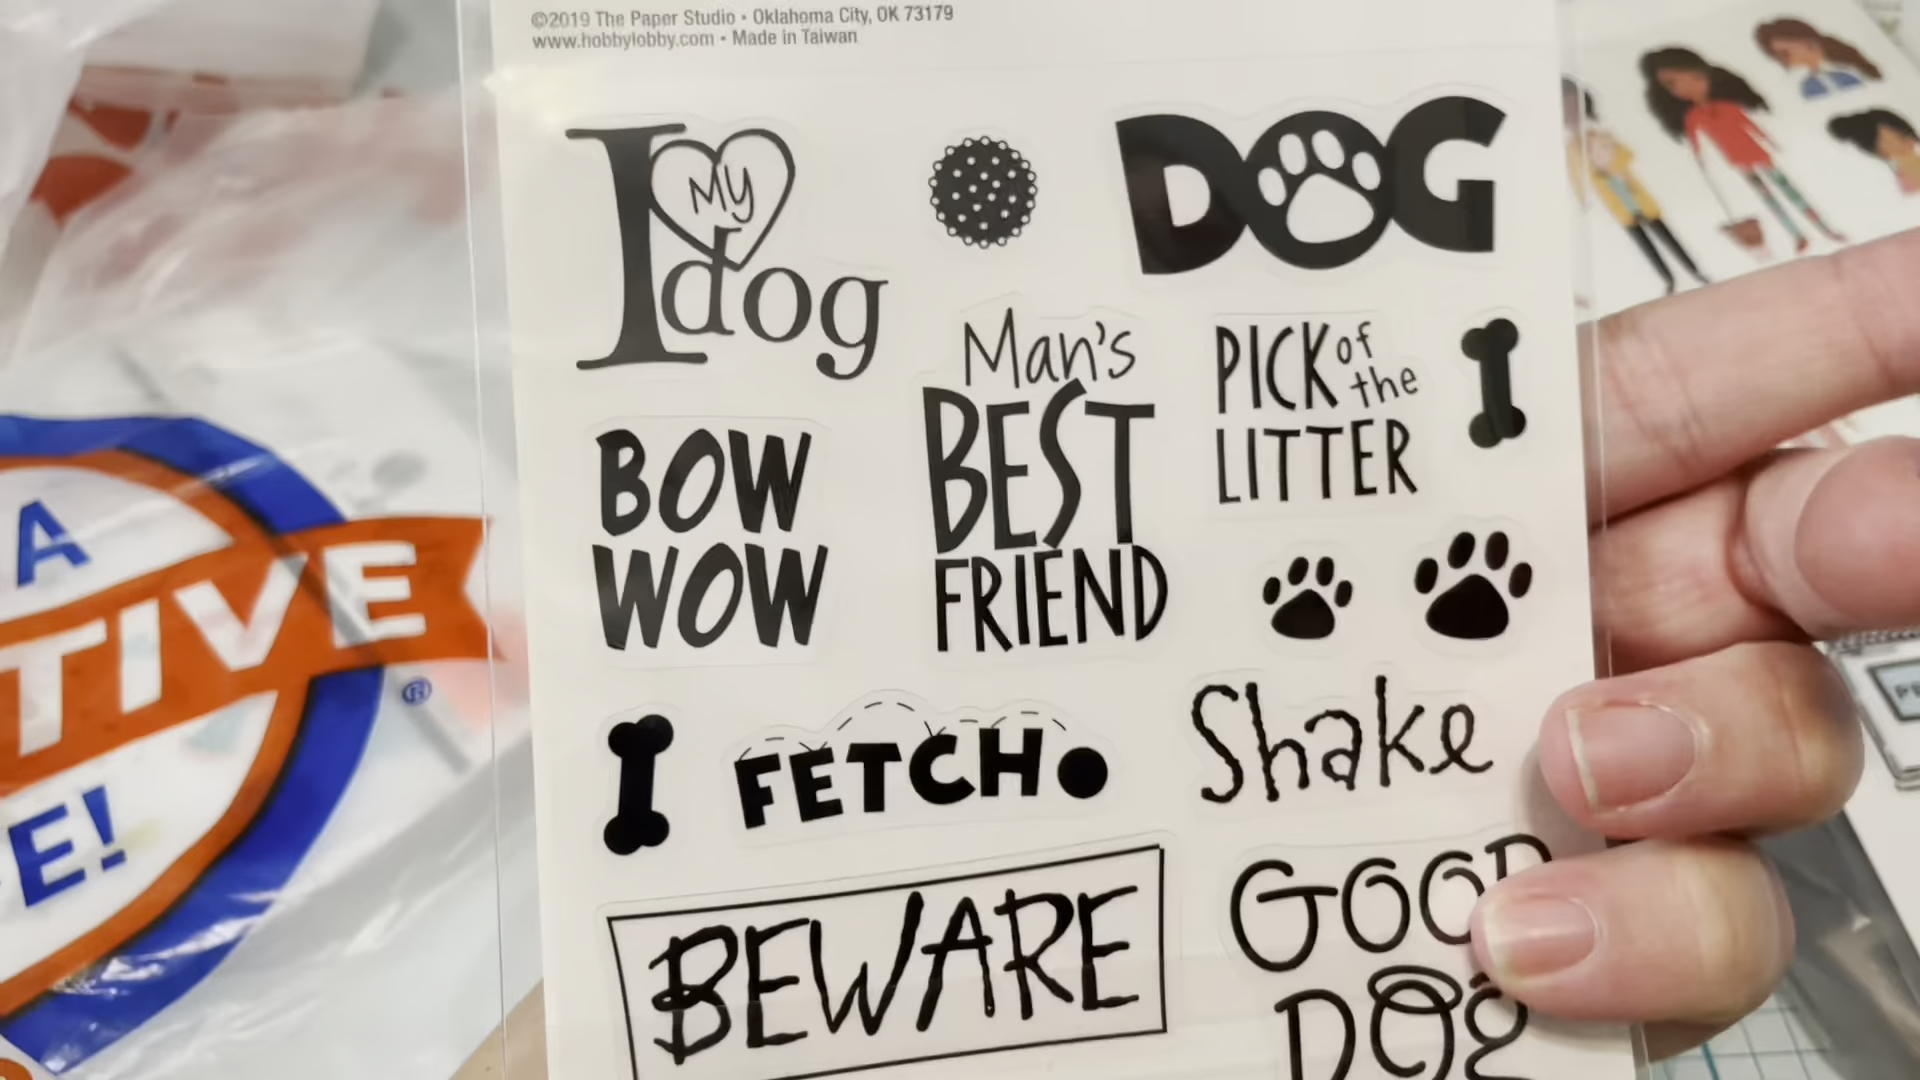 ©2019 The Paper Studio • Oklahoma City, OK 73179
www.hobbylobby.com • Made in Taiwan
I My
dog
DOG
Man's
BEST
FRIEND
PICK of
the
LITTER
BOW
WOW
FETCH
Shake
BEWARE
GOOD
DOg
A
TIVE
E!
®